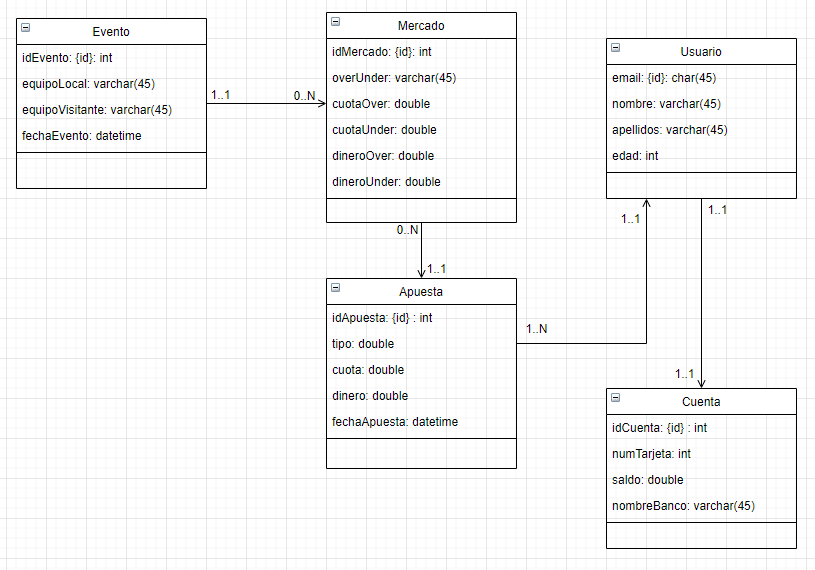 Evento
idEvento: {id}: int
equipoLocal: varchar(45)
equipoVisitante: varchar(45)
fechaEvento: datetime
1..1
0..N
Mercado
idMercado: {id}: int
overUnder: varchar(45)
cuotaOver: double
cuotaUnder: double
dineroOver: double
dineroUnder: double
0..N
1..1
Usuario
email: {id}: char(45)
nombre: varchar(45)
apellidos: varchar(45)
edad: int
1..1
1..1
Apuesta
idApuesta: {id} : int
tipo: double
cuota: double
dinero: double
fechaApuesta: datetime
1..N
1..1
Cuenta
idCuenta: {id} : int
numTarjeta: int
saldo: double
nombreBanco: varchar(45)